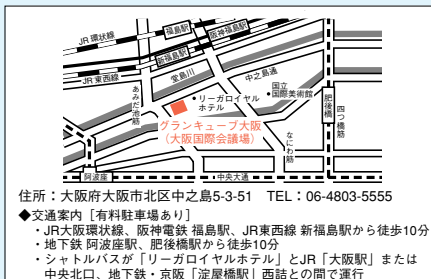 JR 環状線
福島駅
阪神福島駅
新福島駅
JR 東西線
堂島川
中之島通
あみだ池筋
国立
国際美術館
リーガロイヤル
ホテル
肥後橋
四つ橋筋
グランキューブ大阪
(大阪国際会議場)
なにわ筋
阿波座
中央大通
住所:大阪府大阪市北区中之島5-3-51 TEL:06-4803-5555
◆交通案内[有料駐車場あり]
・JR大阪環状線、阪神電鉄 福島駅、JR東西線 新福島駅から徒歩10分
・地下鉄 阿波座駅、肥後橋駅から徒歩10分
・シャトルバスが「リーガロイヤルホテル」とJR「大阪駅」または
中央北口、地下鉄・京阪「淀屋橋駅」西詰との間で運行